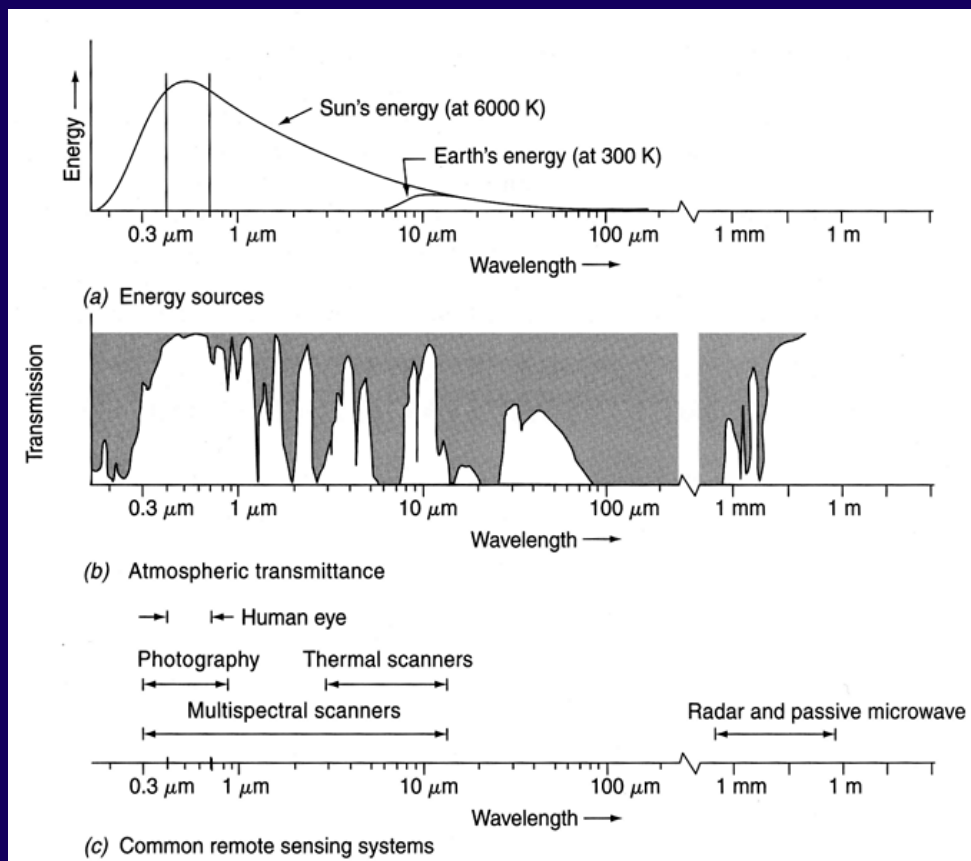 Energy
Sun's energy (at 6000 K)
Earth's energy (at 300 K)
0.3 μm 1 μm 10 μm 100 μm 1 mm 1 m
Wavelength
(a) Energy sources
Transmission
0.3 μm 1 μm 10 μm 100 μm 1 mm 1 m
Wavelength
(b) Atmospheric transmittance
Human eye
Photography Thermal scanners
Multispectral scanners Radar and passive microwave
0.3 μm 1 μm 10 μm 100 μm 1 mm 1 m
Wavelength
(c) Common remote sensing systems